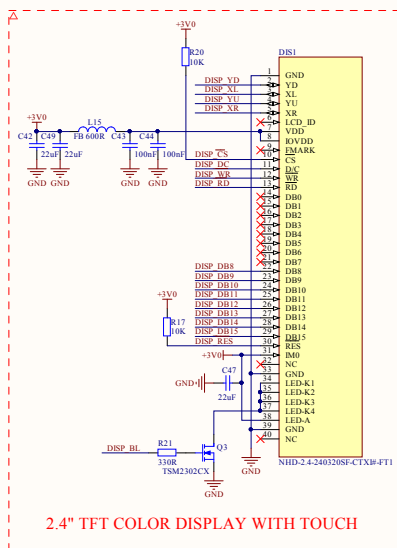 +3V0
DIS1
R20
10K
1 GND
DISP_YD 2 YD
DISP_XL 3 XL
DISP_YU 4 YU
DISP_XR 5 XR
6 LCD_ID
+3V0 L15 7 VDD
C42 C49 FB 600R C43 C44 8 IOVDD
22uF 22uF 100nF 100nF 9 FMARK
DISP_CS 10 CS
GND GND GND GND DISP_DC 11 D/C
DISP_WR 12 WR
DISP_RD 13 RD
14 DB0
15 DB1
16 DB2
17 DB3
18 DB4
19 DB5
20 DB6
21 DB7
DISP_DB8 22 DB8
DISP_DB9 23 DB9
DISP_DB10 24 DB10
DISP_DB11 25 DB11
+3V0 DISP_DB12 26 DB12
DISP_DB13 27 DB13
R17 DISP_DB14 28 DB14
10K DISP_DB15 29 DB15
DISP_RES 30 RES
+3V0 31 IM0
32 NC
C47 33 GND
GND 34 LED-K1
22uF 35 LED-K2
36 LED-K3
37 LED-K4
38 LED-A
39 GND
DISP_BL R21 Q3 40 NC
330R
TSM2302CX GND NHD-2.4-240320SF-CTXI#-FT1
GND
2.4" TFT COLOR DISPLAY WITH TOUCH